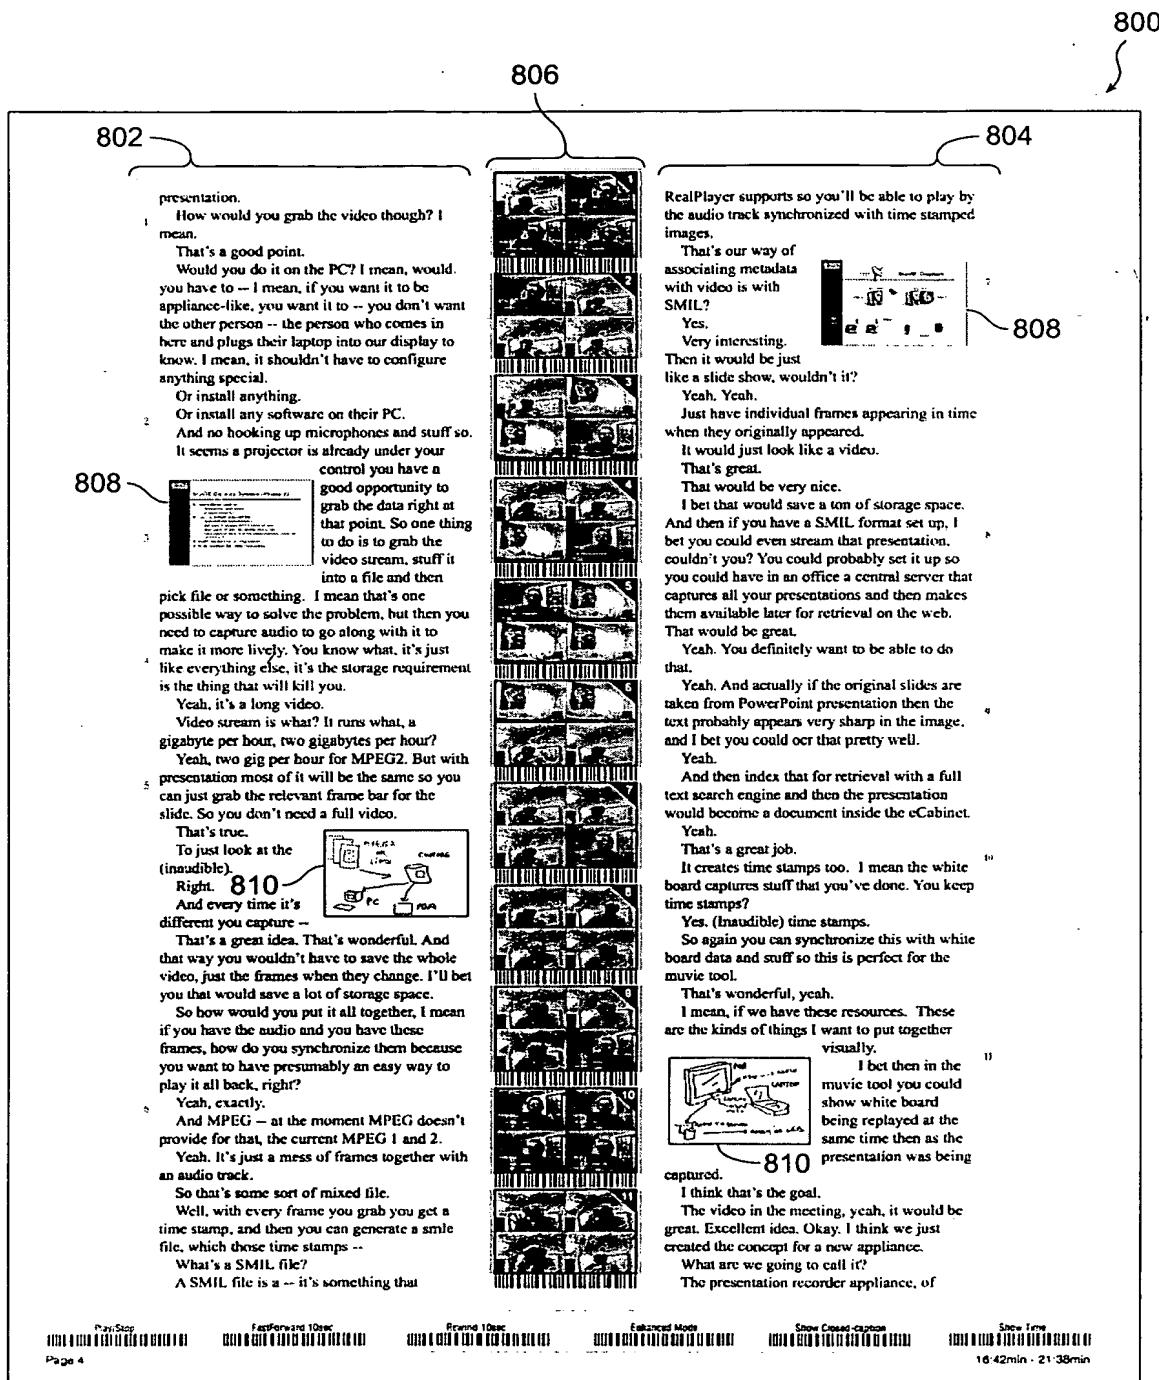 800
806
802
804
presentation.
How would you grab the video though? I
1
mean.
That's a good point.
Would you do it on the PC? I mean, would
you have to -- I mean, if you want it to be
appliance-like, you want it to -- you don't want
the other person -- the person who comes in
here and plugs their laptop into our display to
know. I mean, it shouldn't have to configure
anything special.
Or install anything.
Or install any software on their PC.
2
And no hooking up microphones and stuff so.
It seems a projector is already under your
control you have a
good opportunity to
808
grab the data right at
that point. So one thing
3
to do is to grab the
video stream, stuff it
into a file and then
pick file or something. I mean that's one
possible way to solve the problem, but then you
need to capture audio to go along with it to
make it more lively. You know what, it's just
4
like everything else, it's the storage requirement
is the thing that will kill you.
Yeah, it's a long video.
Video stream is what? It runs what, a
gigabyte per hour, two gigabytes per hour?
Yeah, two gig per hour for MPEG2. But with
presentation most of it will be the same so you
5
can just grab the relevant frame bar for the
slide. So you don't need a full video.
That's true.
To just look at the
(inaudible).
Right.
810
PC
PDA
And every time it's
different you capture --
That's a great idea. That's wonderful. And
that way you wouldn't have to save the whole
video, just the frames when they change. I'll bet
you that would save a lot of storage space.
So how would you put it all together, I mean
if you have the audio and you have these
frames, how do you synchronize them because
you want to have presumably an easy way to
play it all back, right?
Yeah, exactly.
6
And MPEG -- at the moment MPEG doesn't
provide for that, the current MPEG 1 and 2.
Yeah. It's just a mess of frames together with
an audio track.
So that's some sort of mixed file.
Well, with every frame you grab you get a
time stamp, and then you can generate a smle
file, which those time stamps --
What's a SMIL file?
A SMIL file is a -- it's something that
1
2
3
4
5
6
7
8
9
10
11
RealPlayer supports so you'll be able to play by
the audio track synchronized with time stamped
images.
That's our way of
associating metadata
with video is with
7
SMIL?
Yes.
808
Very interesting.
Then it would be just
like a slide show, wouldn't it?
Yeah. Yeah.
Just have individual frames appearing in time
when they originally appeared.
It would just look like a video.
That's great.
That would be very nice.
I bet that would save a ton of storage space.
And then if you have a SMIL format set up, I
8
bet you could even stream that presentation,
couldn't you? You could probably set it up so
you could have in an office a central server that
captures all your presentations and then makes
them available later for retrieval on the web.
That would be great.
Yeah. You definitely want to be able to do
that.
Yeah. And actually if the original slides are
taken from PowerPoint presentation then the
9
text probably appears very sharp in the image,
and I bet you could ocr that pretty well.
Yeah.
And then index that for retrieval with a full
text search engine and then the presentation
would become a document inside the eCabinet.
Yeah.
That's a great job.
10
It creates time stamps too. I mean the white
board captures stuff that you've done. You keep
time stamps?
Yes. (Inaudible) time stamps.
So again you can synchronize this with white
board data and stuff so this is perfect for the
muvie tool.
That's wonderful, yeah.
I mean, if we have these resources. These
are the kinds of things I want to put together
visually.
11
I bet then in the
LAPTOP
muvie tool you could
show white board
being replayed at the
same time then as the
810
presentation was being
captured.
I think that's the goal.
The video in the meeting, yeah, it would be
great. Excellent idea. Okay. I think we just
created the concept for a new appliance.
What are we going to call it?
The presentation recorder appliance, of
Play/Stop
FastForward 10sec
Rewind 10sec
Enhanced Mode
Show Closed-caption
Show Time
Page 4
16:42min - 21:38min